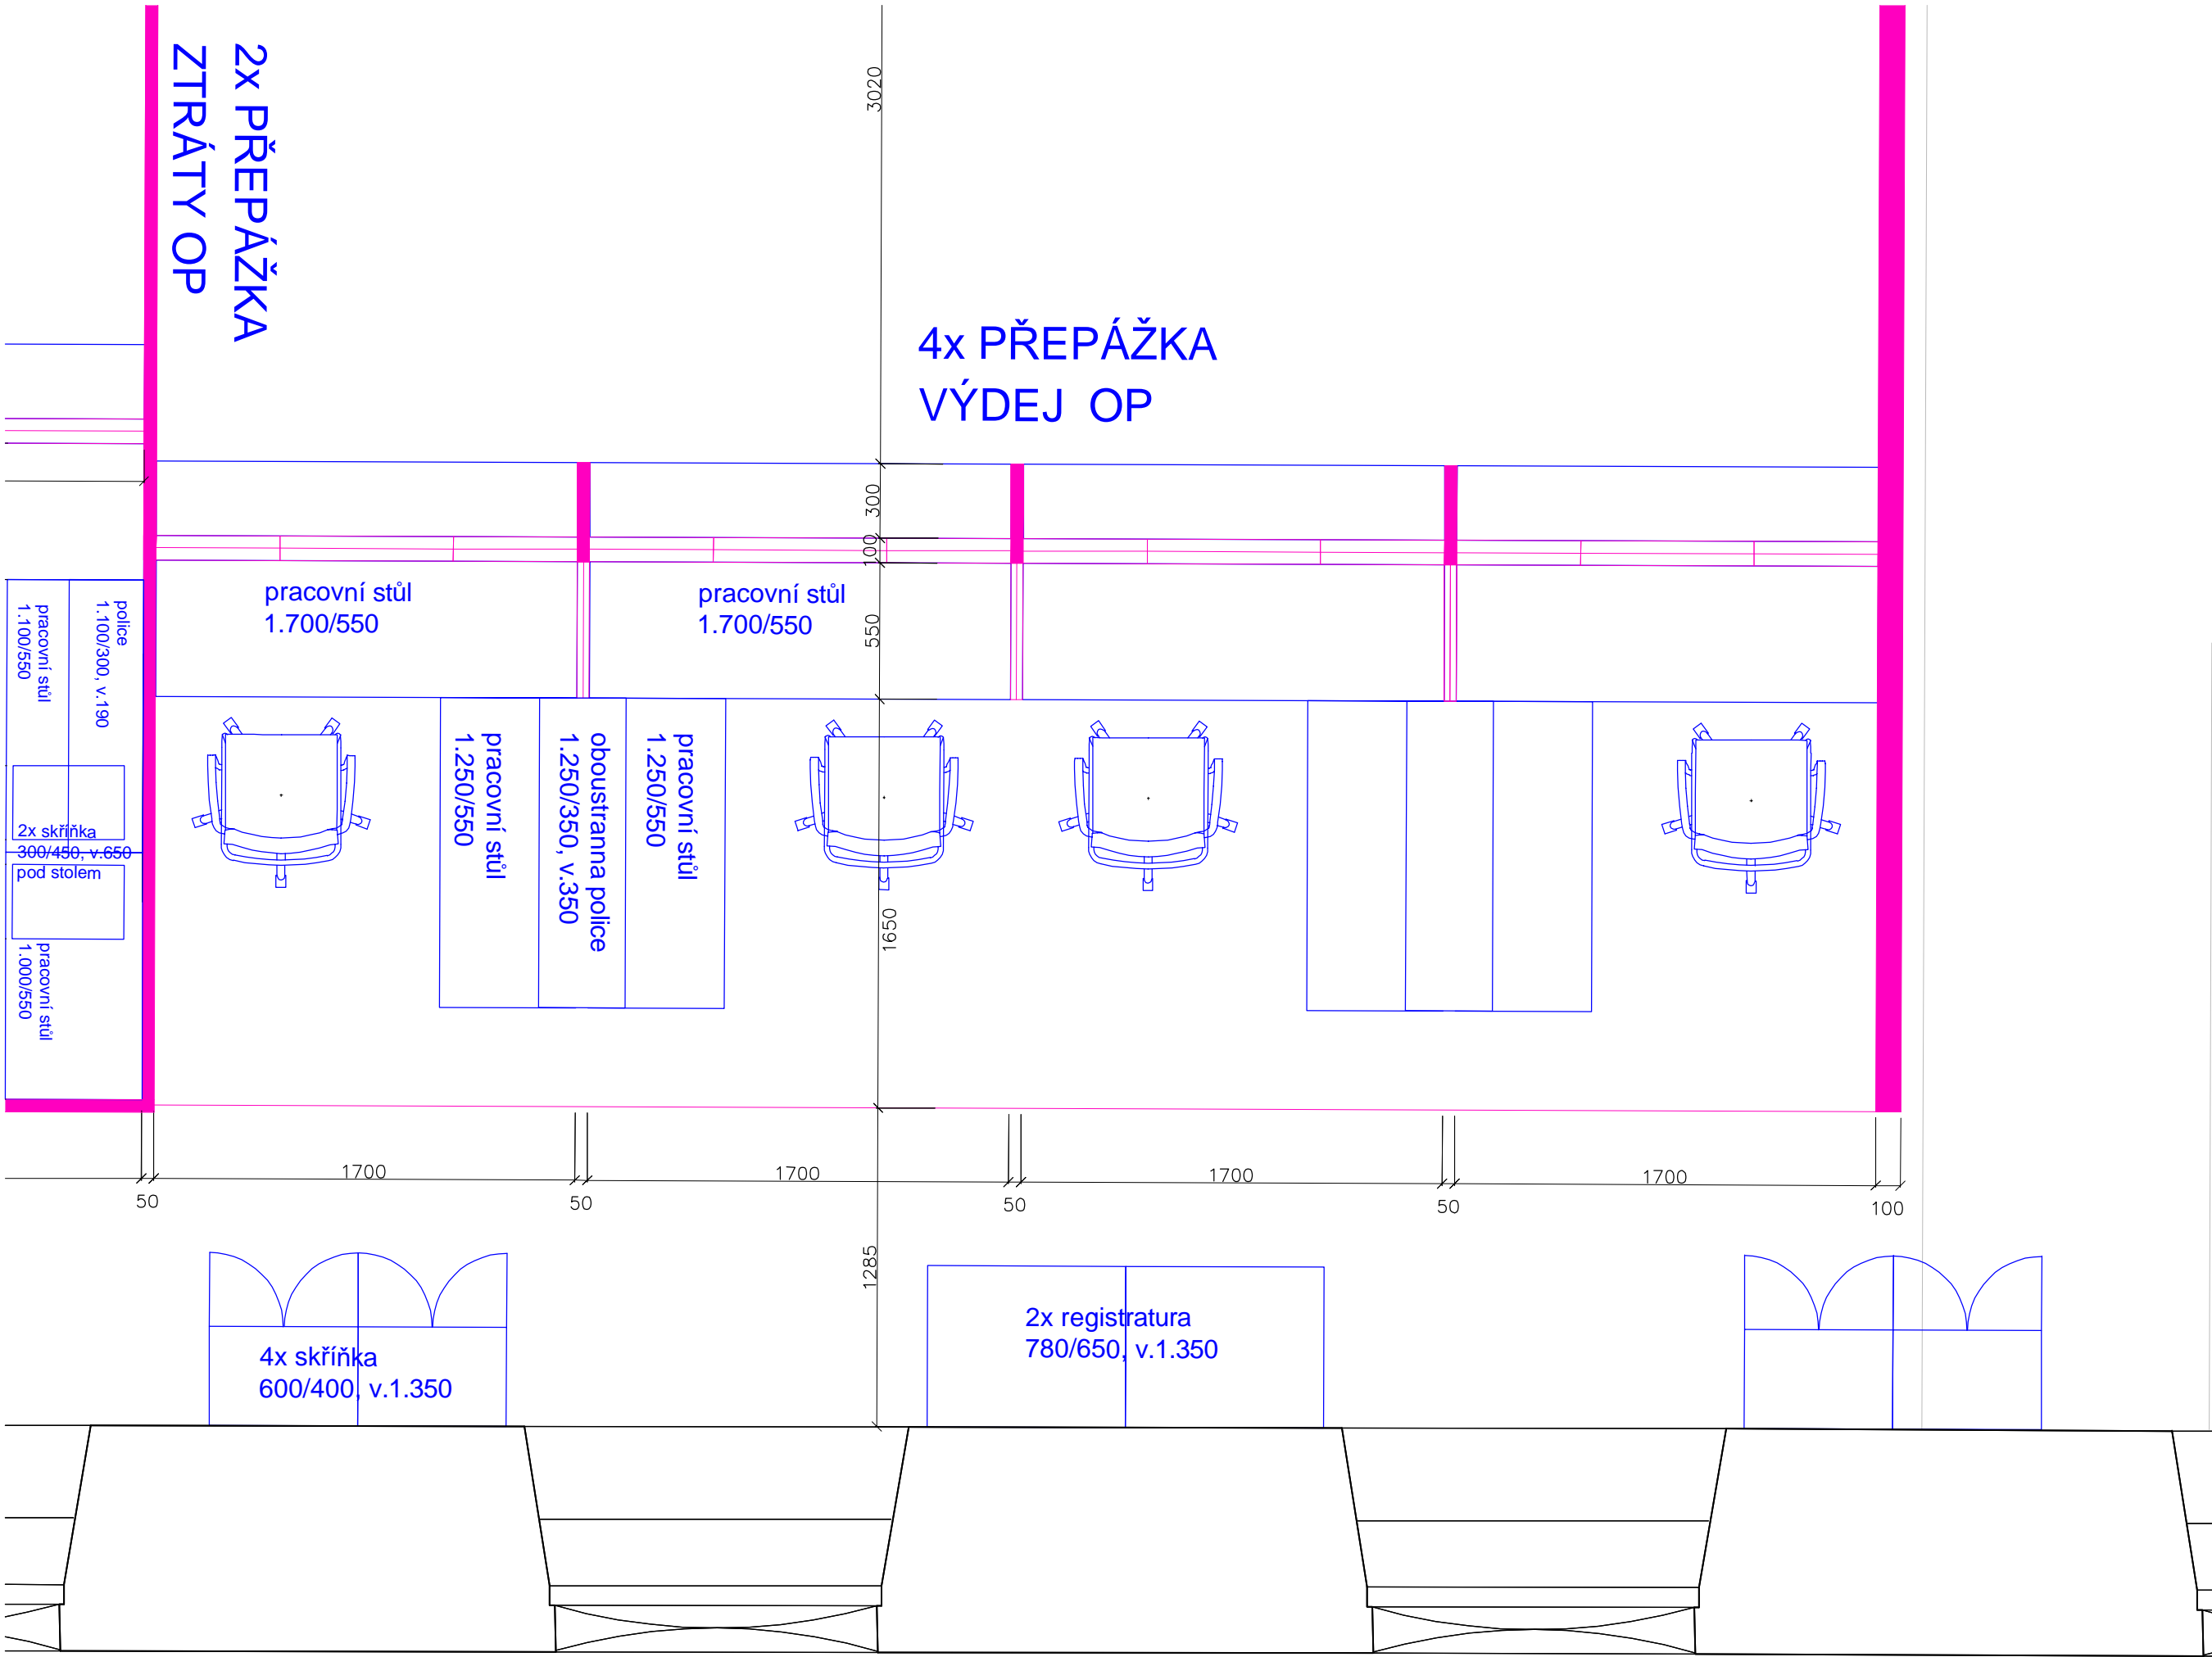 2x PŘEPÁŽKA
ZTRÁTY OP
3020
4x PŘEPÁŽKA
VÝDEJ OP
300
100
550
1650
1285
pracovní stůl
1.700/550
pracovní stůl
1.700/550
police
1.100/300, v.190
pracovní stůl
1.100/550
2x skříňka
300/450, v.650
pod stolem
pracovní stůl
1.000/550
pracovní stůl
1.250/550
oboustranna police
1.250/350, v.350
pracovní stůl
1.250/550
1700
1700
1700
1700
50
50
50
50
100
4x skříňka
600/400, v.1.350
2x registratura
780/650, v.1.350